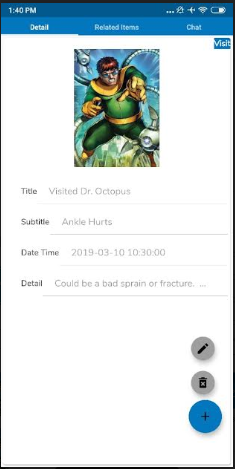 1:40 PM
Detail Related Items Chat
Visit
Title Visited Dr. Octopus
Subtitle Ankle Hurts
Date Time 2019-03-10 10:30:00
Detail Could be a bad sprain or fracture. ...